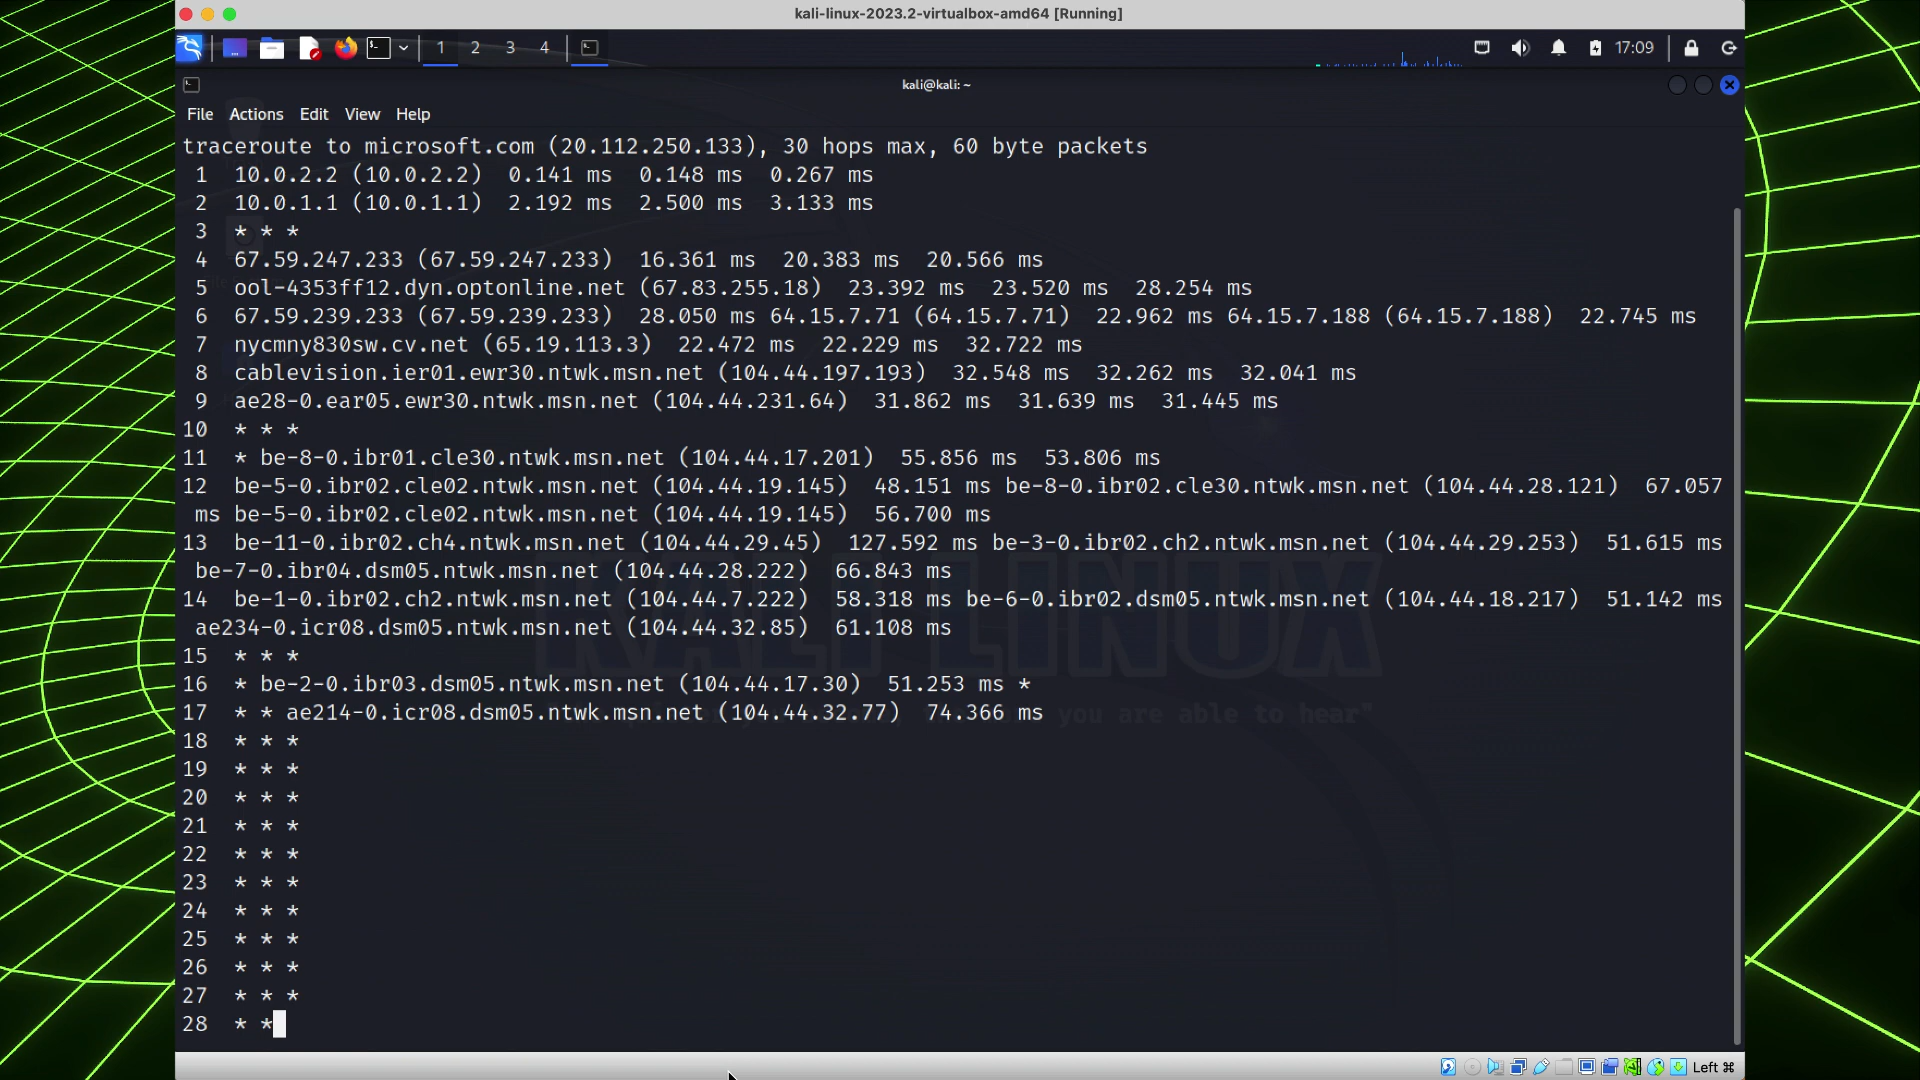 kali-linux-2023.2-virtualbox-amd64 [Running]
1 2 3 4 17:09
kali@kali: ~
File Actions Edit View Help
traceroute to microsoft.com (20.112.250.133), 30 hops max, 60 byte packets
1 10.0.2.2 (10.0.2.2) 0.141 ms 0.148 ms 0.267 ms
2 10.0.1.1 (10.0.1.1) 2.192 ms 2.500 ms 3.133 ms
3 * * *
4 67.59.247.233 (67.59.247.233) 16.361 ms 20.383 ms 20.566 ms
5 ool-4353ff12.dyn.optonline.net (67.83.255.18) 23.392 ms 23.520 ms 28.254 ms
6 67.59.239.233 (67.59.239.233) 28.050 ms 64.15.7.71 (64.15.7.71) 22.962 ms 64.15.7.188 (64.15.7.188) 22.745 ms
7 nycmny830sw.cv.net (65.19.113.3) 22.472 ms 22.229 ms 32.722 ms
8 cablevision.ier01.ewr30.ntwk.msn.net (104.44.197.193) 32.548 ms 32.262 ms 32.041 ms
9 ae28-0.ear05.ewr30.ntwk.msn.net (104.44.231.64) 31.862 ms 31.639 ms 31.445 ms
10 * * *
11 * be-8-0.ibr01.cle30.ntwk.msn.net (104.44.17.201) 55.856 ms 53.806 ms
12 be-5-0.ibr02.cle02.ntwk.msn.net (104.44.19.145) 48.151 ms be-8-0.ibr02.cle30.ntwk.msn.net (104.44.28.121) 67.057
ms be-5-0.ibr02.cle02.ntwk.msn.net (104.44.19.145) 56.700 ms
13 be-11-0.ibr02.ch4.ntwk.msn.net (104.44.29.45) 127.592 ms be-3-0.ibr02.ch2.ntwk.msn.net (104.44.29.253) 51.615 ms
be-7-0.ibr04.dsm05.ntwk.msn.net (104.44.28.222) 66.843 ms
14 be-1-0.ibr02.ch2.ntwk.msn.net (104.44.7.222) 58.318 ms be-6-0.ibr02.dsm05.ntwk.msn.net (104.44.18.217) 51.142 ms
ae234-0.icr08.dsm05.ntwk.msn.net (104.44.32.85) 61.108 ms
KALI LINUX
15 * * *
16 * be-2-0.ibr03.dsm05.ntwk.msn.net (104.44.17.30) 51.253 ms *
17 * * ae214-0.icr08.dsm05.ntwk.msn.net (104.44.32.77) 74.366 ms
you are able to hear"
18 * * *
19 * * *
20 * * *
21 * * *
22 * * *
23 * * *
24 * * *
25 * * *
26 * * *
27 * * *
28 * *
Left ⌘